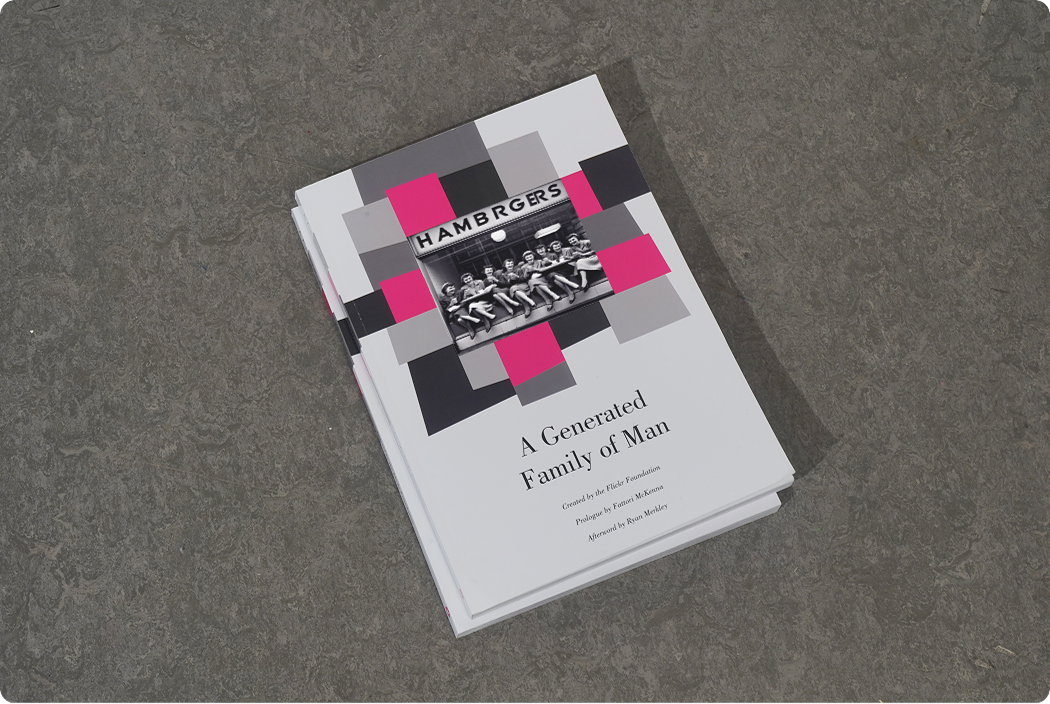 HAMBRGERS
A Generated
Family of Man
Created by the Flickr Foundation
Prologue by Fattori McKenna
Afterword by Ryan Merkley